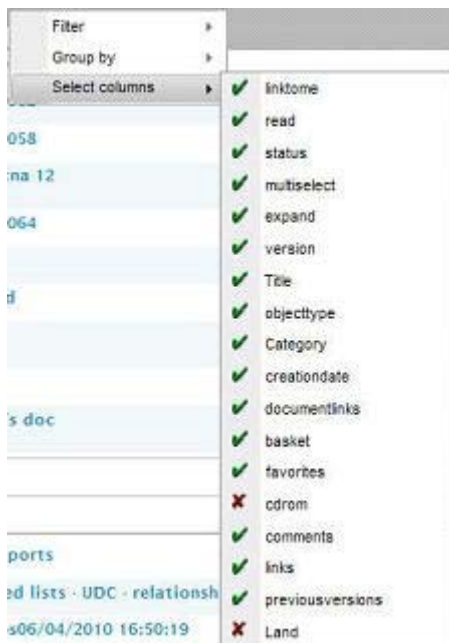 Filter
Group by
Select columns
058
na 12
064
d
s doc
ports
ed lists - UDC - relationsh
s06/04/2010 16:50:19
linktome
read
status
multiselect
expand
version
Title
objecttype
Category
creationdate
documentlinks
basket
favorites
cdrom
comments
links
previousversions
Land